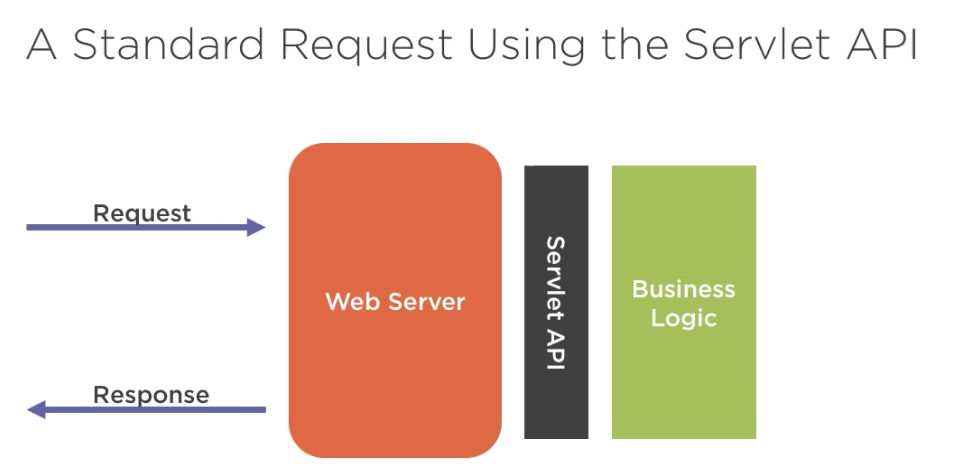 A Standard Request Using the Servlet API
Request
Web Server
Servlet API
Business
Logic
Response